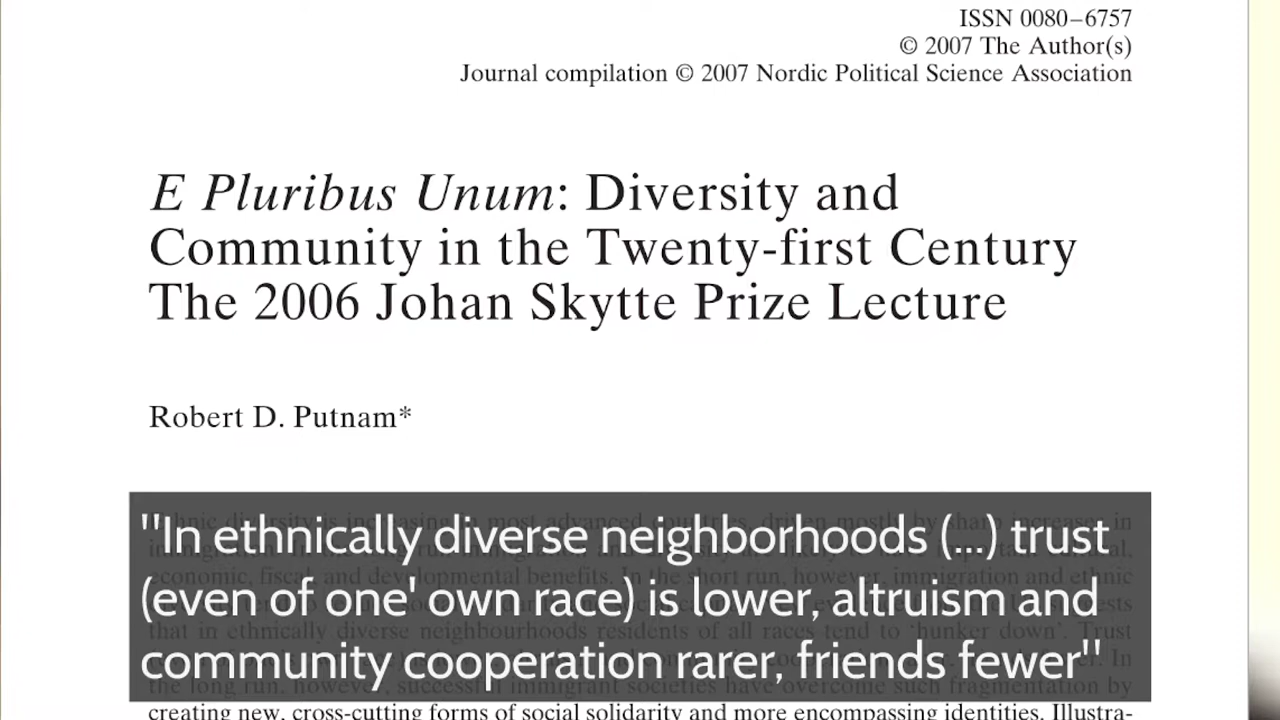 ISSN 0080–6757
© 2007 The Author(s)
Journal compilation © 2007 Nordic Political Science Association
E Pluribus Unum: Diversity and
Community in the Twenty-first Century
The 2006 Johan Skytte Prize Lecture
Robert D. Putnam*
"In ethnically diverse neighborhoods (...) trust
(even of one' own race) is lower, altruism and
community cooperation rarer, friends fewer"
creating new, cross-cutting forms of social solidarity and more encompassing identities. Illustra-